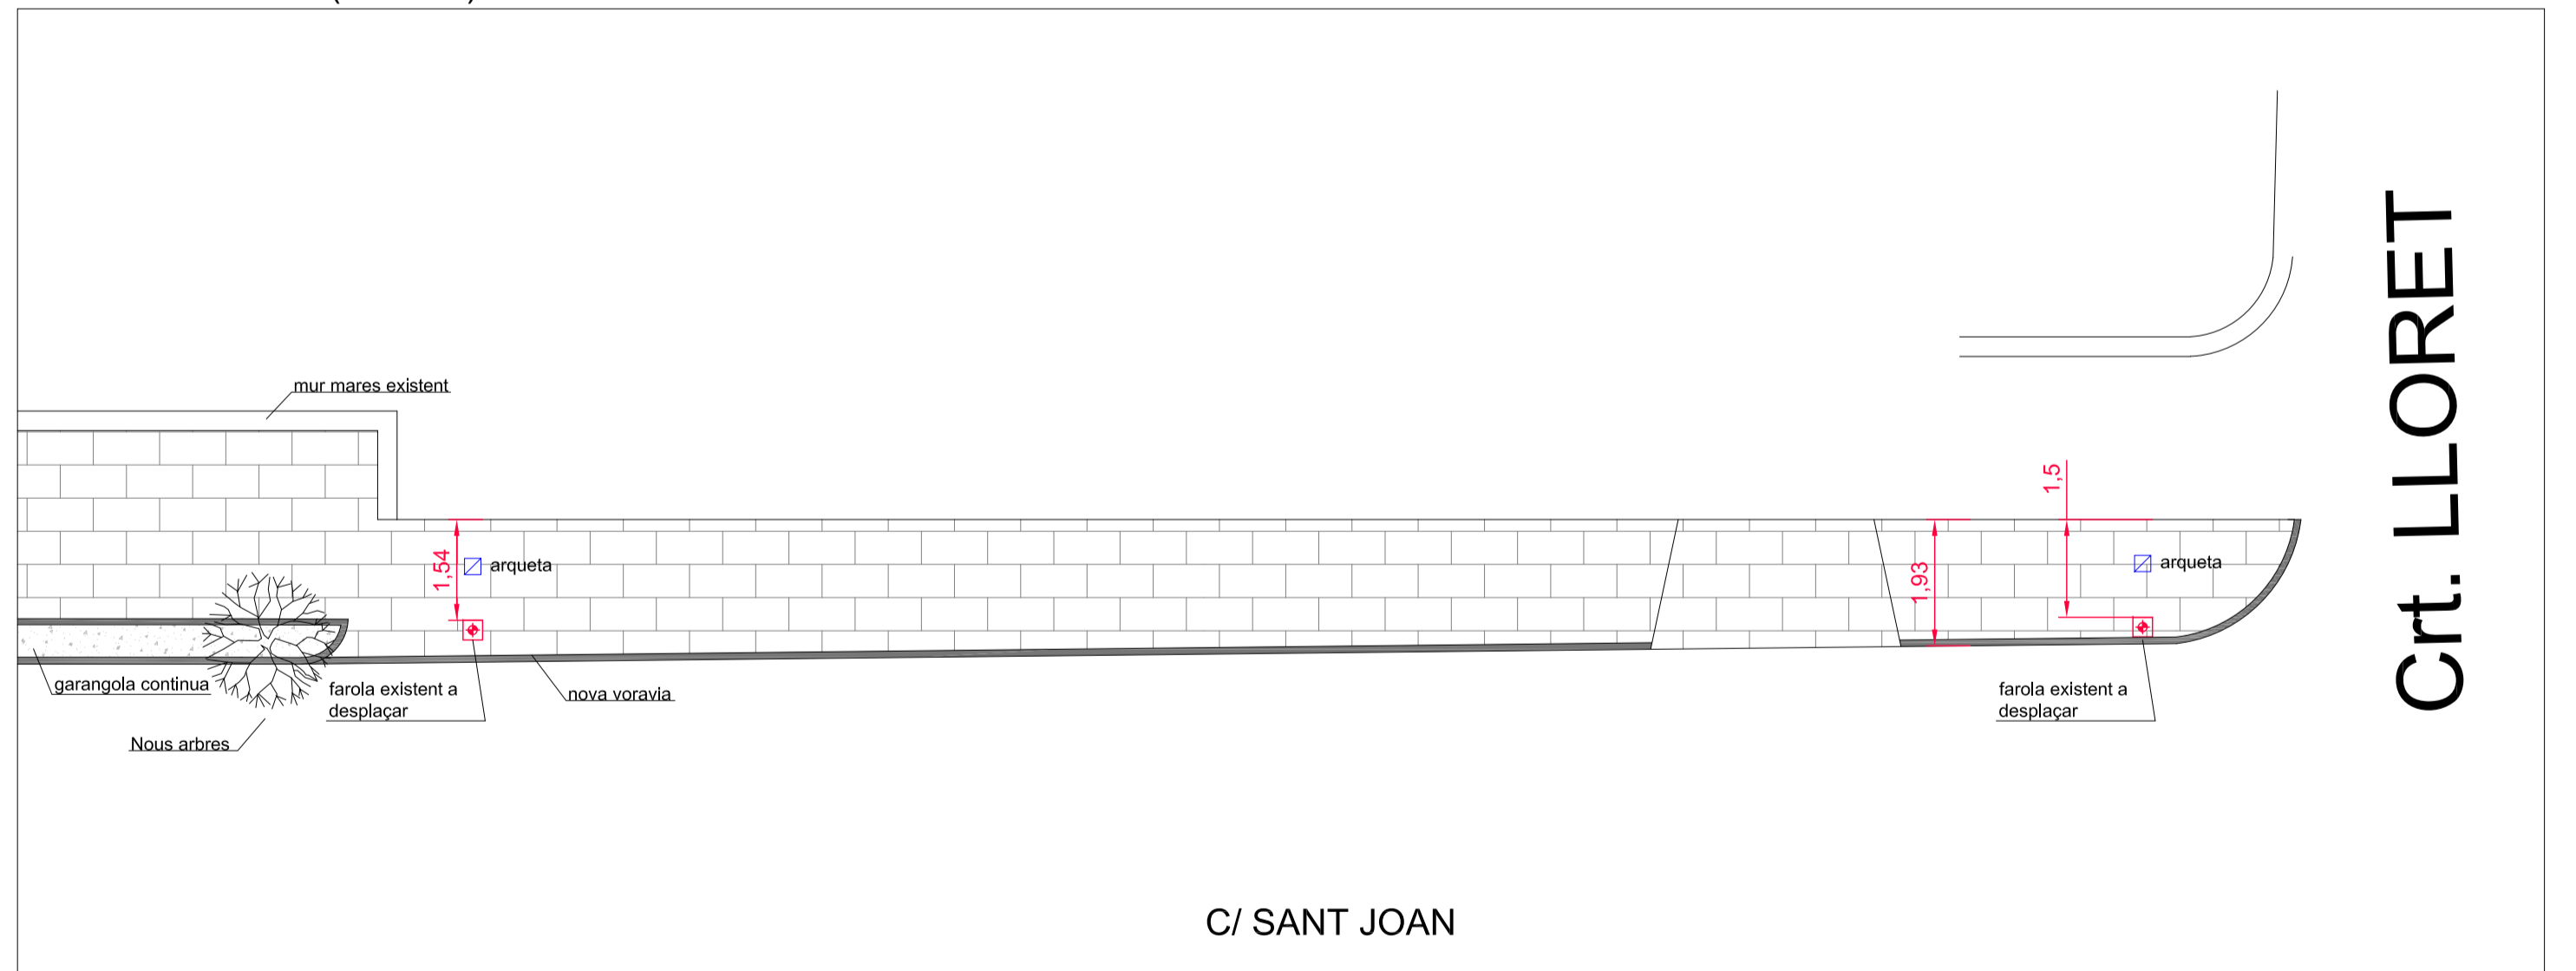 mur mares existent
1,54
arqueta
garangola continua
Nous arbres
farola existent a
desplaçar
nova voravia
1,93
1,5
arqueta
farola existent a
desplaçar
C/ SANT JOAN
Crt. LLORET